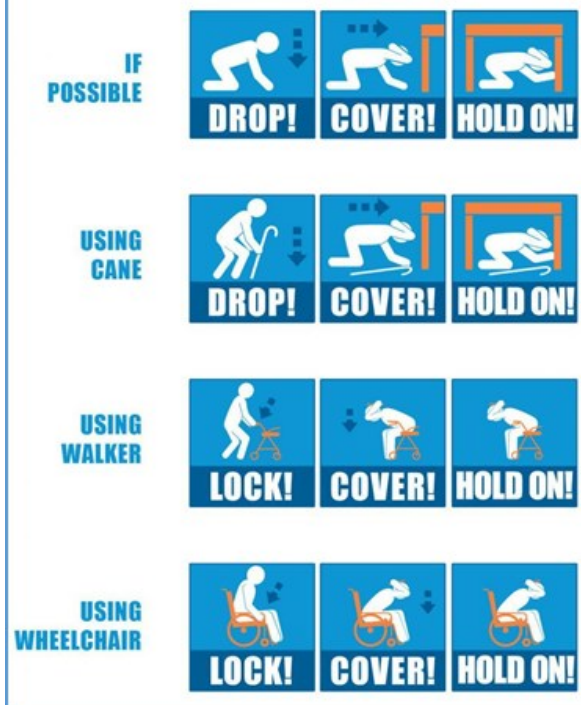 IF
POSSIBLE
DROP!
COVER!
HOLD ON!
USING
CANE
DROP!
COVER!
HOLD ON!
USING
WALKER
LOCK!
COVER!
HOLD ON!
USING
WHEELCHAIR
LOCK!
COVER!
HOLD ON!